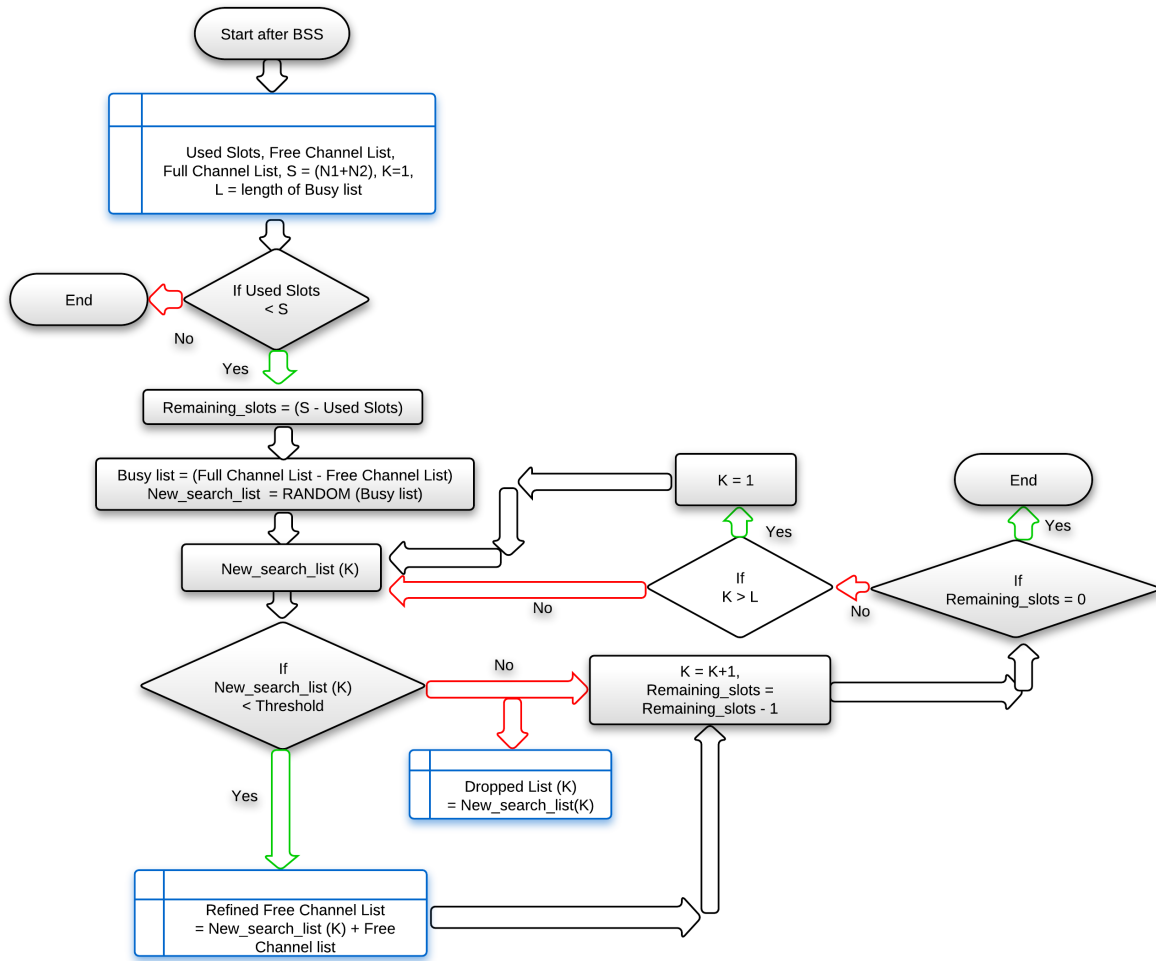 Start after BSS
Used Slots, Free Channel List,
Full Channel List, S = (N1+N2), K=1,
L = length of Busy list
If Used Slots
< S
End
No
Yes
Remaining_slots = (S - Used Slots)
Busy list = (Full Channel List - Free Channel List)
New_search_list  = RANDOM (Busy list)
K = 1
End
Yes
Yes
New_search_list (K)
If
K > L
If
Remaining_slots = 0
No
No
If
New_search_list (K)
< Threshold
No
K = K+1,
Remaining_slots =
Remaining_slots - 1
Dropped List (K)
= New_search_list(K)
Yes
Refined Free Channel List
= New_search_list (K) + Free
Channel list